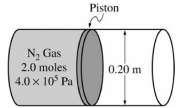 Piston
N₂ Gas
2.0 moles
4.0 × 10⁵ Pa
0.20 m